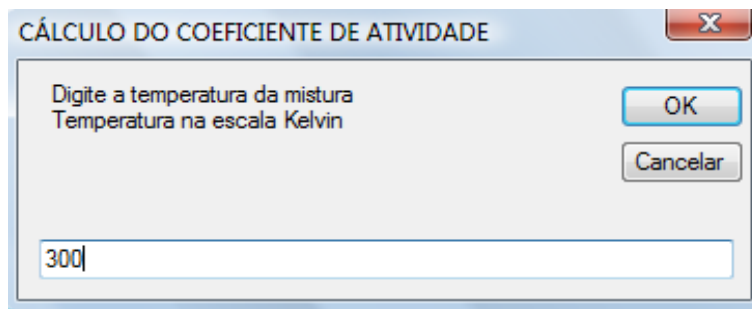 CÁLCULO DO COEFICIENTE DE ATIVIDADE
Digite a temperatura da mistura
Temperatura na escala Kelvin
OK
Cancelar
300